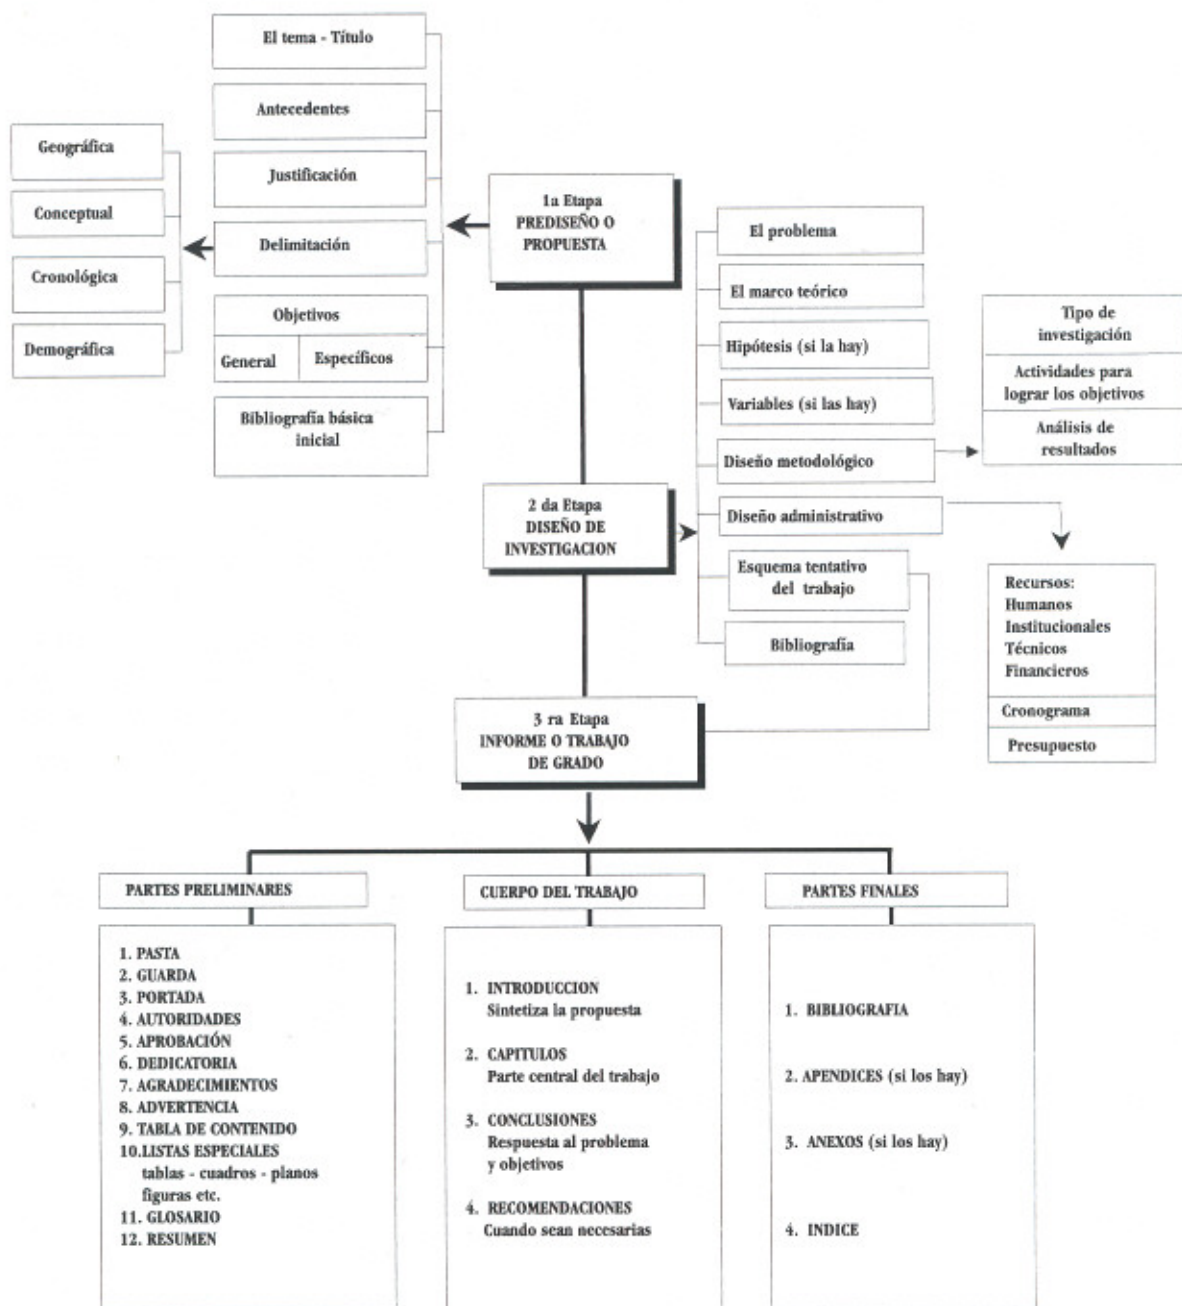 El tema - Título
Antecedentes
Justificación
Delimitación
Objetivos
General
Específicos
Bibliografía básica
inicial
Geográfica
Conceptual
Cronológica
Demográfica
1a Etapa
PREDISEÑO O
PROPUESTA
2 da Etapa
DISEÑO DE
INVESTIGACION
El problema
El marco teórico
Hipótesis (si la hay)
Variables (si las hay)
Diseño metodológico
Diseño administrativo
Esquema tentativo
del trabajo
Bibliografía
Tipo de
investigación
Actividades para
lograr los objetivos
Análisis de
resultados
Recursos:
Humanos
Institucionales
Técnicos
Financieros
Cronograma
Presupuesto
3 ra Etapa
INFORME O TRABAJO
DE GRADO
PARTES PRELIMINARES
1. PASTA
2. GUARDA
3. PORTADA
4. AUTORIDADES
5. APROBACIÓN
6. DEDICATORIA
7. AGRADECIMIENTOS
8. ADVERTENCIA
9. TABLA DE CONTENIDO
10.LISTAS ESPECIALES
tablas - cuadros - planos
figuras etc.
11. GLOSARIO
12. RESUMEN
CUERPO DEL TRABAJO
1. INTRODUCCION
Sintetiza la propuesta
2. CAPITULOS
Parte central del trabajo
3. CONCLUSIONES
Respuesta al problema
y objetivos
4. RECOMENDACIONES
Cuando sean necesarias
PARTES FINALES
1. BIBLIOGRAFIA
2. APENDICES (si los hay)
3. ANEXOS (si los hay)
4. INDICE